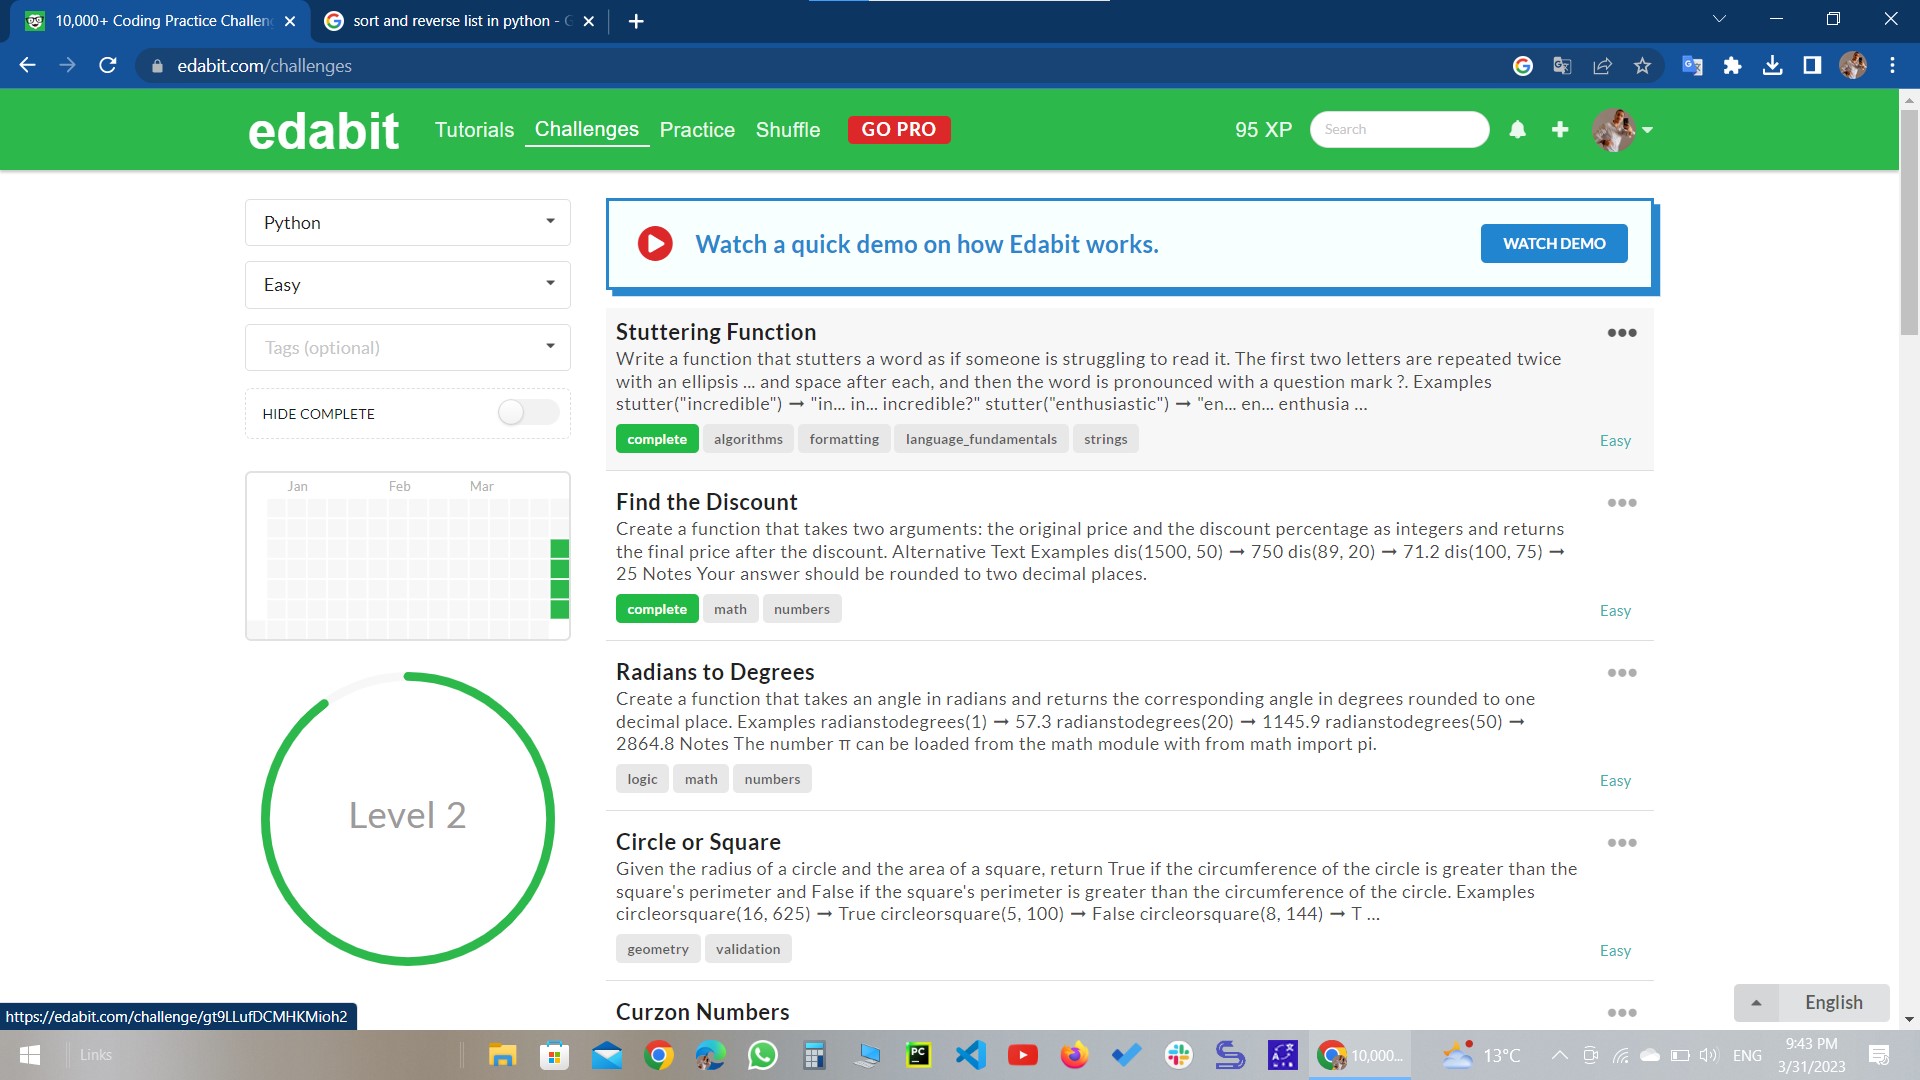 10,000+ Coding Practice Challen
sort and reverse list in python - G
edabit.com/challenges
edabit
Tutorials
Challenges
Practice
Shuffle
GO PRO
95 XP
Search
Python
Easy
Tags (optional)
HIDE COMPLETE
Jan Feb Mar
Level 2
Watch a quick demo on how Edabit works.
WATCH DEMO
Stuttering Function
Write a function that stutters a word as if someone is struggling to read it. The first two letters are repeated twice
with an ellipsis ... and space after each, and then the word is pronounced with a question mark ?. Examples
stutter("incredible") ➞ "in... in... incredible?" stutter("enthusiastic") ➞ "en... en... enthusia ...
complete algorithms formatting language_fundamentals strings
Easy
Find the Discount
Create a function that takes two arguments: the original price and the discount percentage as integers and returns
the final price after the discount. Alternative Text Examples dis(1500, 50) ➞ 750 dis(89, 20) ➞ 71.2 dis(100, 75) ➞
25 Notes Your answer should be rounded to two decimal places.
complete math numbers
Easy
Radians to Degrees
Create a function that takes an angle in radians and returns the corresponding angle in degrees rounded to one
decimal place. Examples radianstodegrees(1) ➞ 57.3 radianstodegrees(20) ➞ 1145.9 radianstodegrees(50) ➞
2864.8 Notes The number π can be loaded from the math module with from math import pi.
logic math numbers
Easy
Circle or Square
Given the radius of a circle and the area of a square, return True if the circumference of the circle is greater than the
square's perimeter and False if the square's perimeter is greater than the circumference of the circle. Examples
circleorsquare(16, 625) ➞ True circleorsquare(5, 100) ➞ False circleorsquare(8, 144) ➞ T ...
geometry validation
Easy
Curzon Numbers
English
https://edabit.com/challenge/gt9LLufDCMHKMioh2
Links
10,000...
13°C
ENG
9:43 PM
3/31/2023